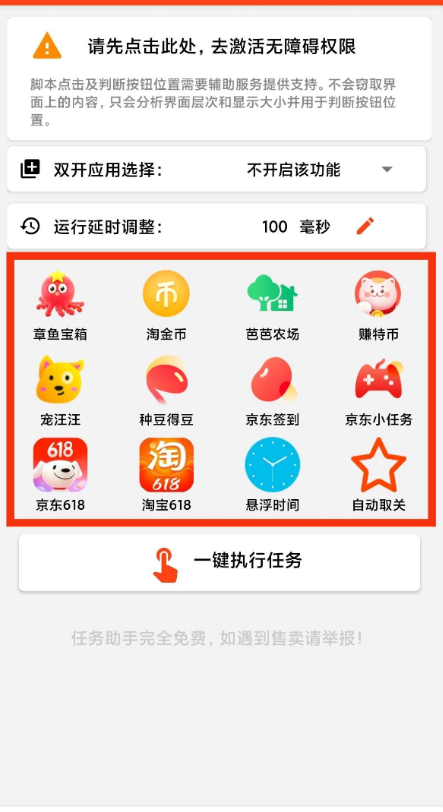 请先点击此处，去激活无障碍权限
脚本点击及判断按钮位置需要辅助服务提供支持。不会窃取界
面上的内容，只会分析界面层次和显示大小并用于判断按钮位
置。
双开应用选择： 不开启该功能
运行延时调整： 100 毫秒
币
章鱼宝箱 淘金币 芭芭农场 赚特币
宠汪汪 种豆得豆 京东签到 京东小任务
618 淘 618
京东618 淘宝618 悬浮时间 自动取关
一键执行任务
任务助手完全免费，如遇到售卖请举报！